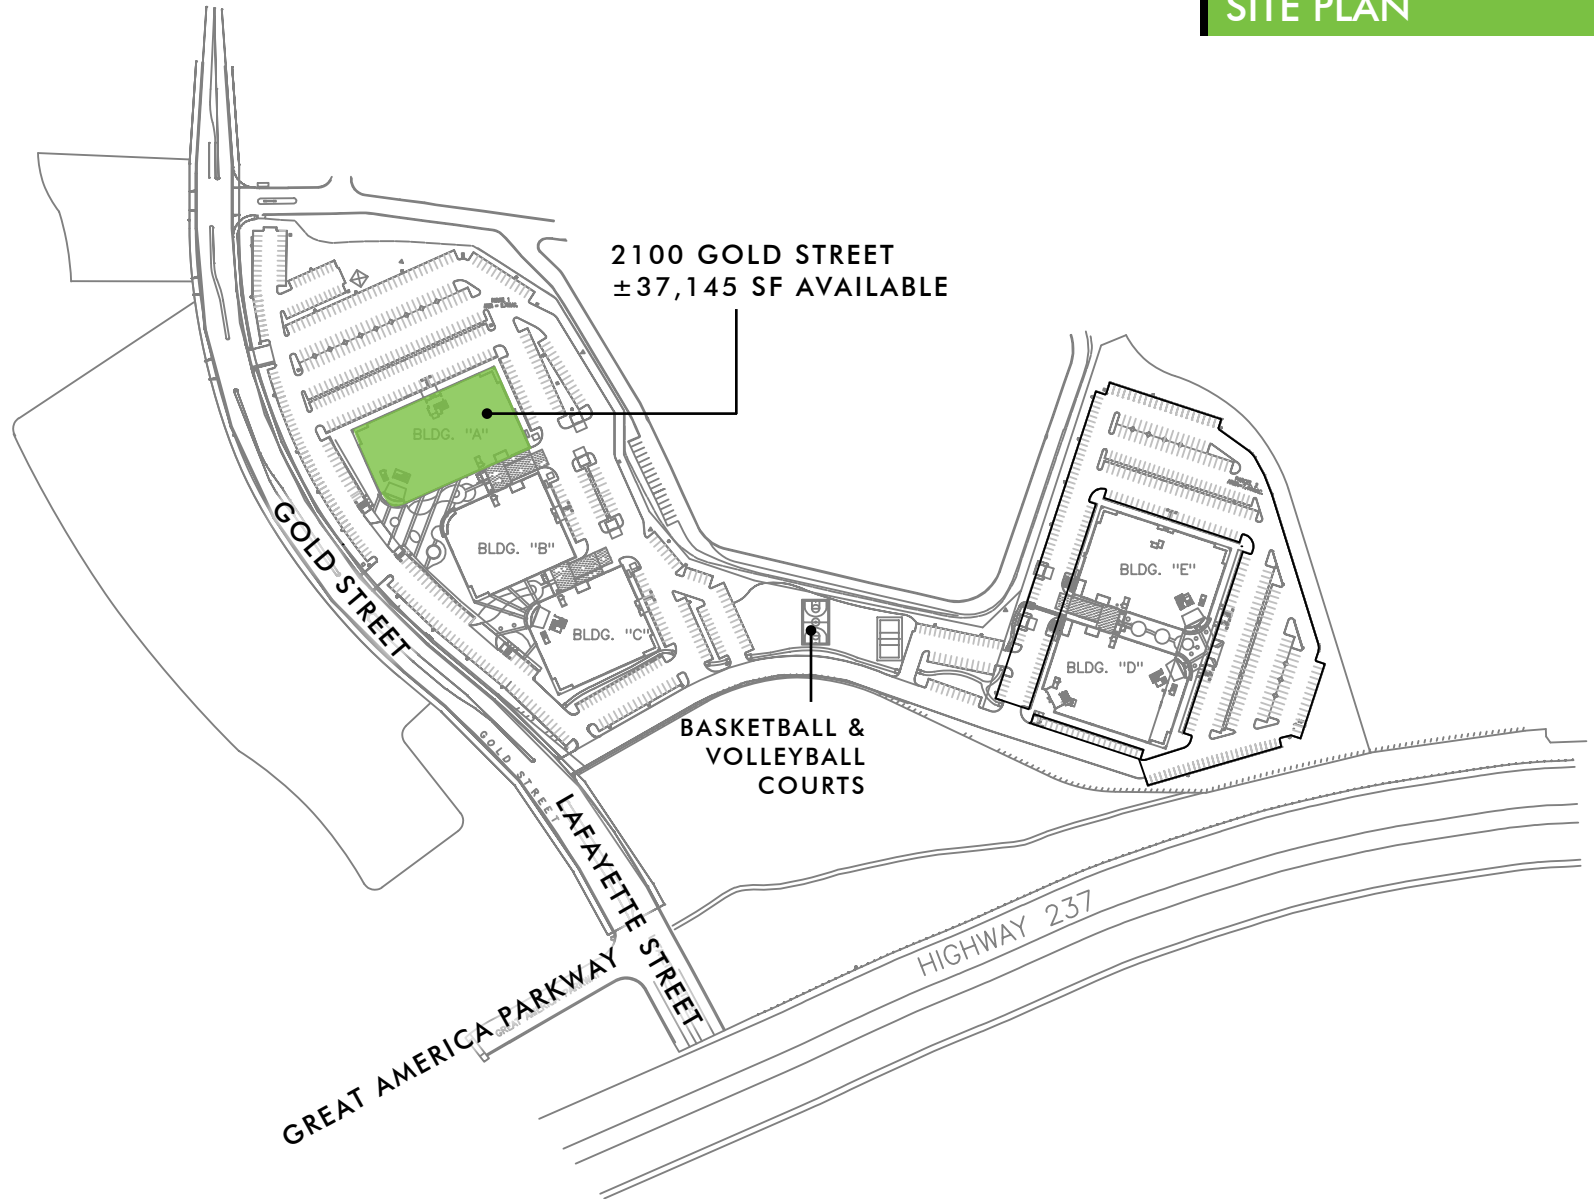 SITE PLAN
2100 GOLD STREET
±37,145 SF AVAILABLE
BLDG. "A"
BLDG. "B"
BLDG. "C"
BLDG. "E"
BLDG. "D"
GOLD STREET
BASKETBALL &
VOLLEYBALL
COURTS
GOLD STREET
LAFAYETTE STREET
GREAT AMERICA PARKWAY
HIGHWAY 237